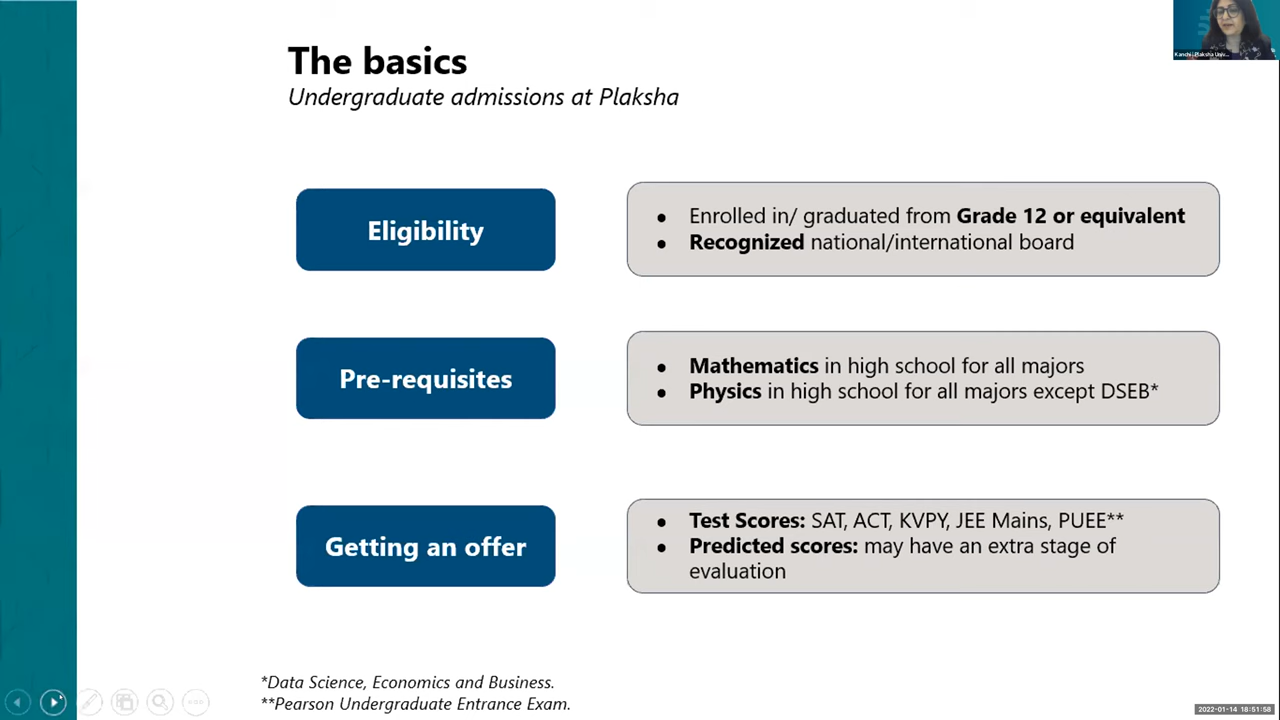 The basics
Undergraduate admissions at Plaksha
Eligibility
● Enrolled in/ graduated from Grade 12 or equivalent
● Recognized national/international board
Pre-requisites
● Mathematics in high school for all majors
● Physics in high school for all majors except DSEB*
Getting an offer
● Test Scores: SAT, ACT, KVPY, JEE Mains, PUEE**
● Predicted scores: may have an extra stage of
evaluation
*Data Science, Economics and Business.
**Pearson Undergraduate Entrance Exam.
Plaksha Univ...
2022-01-14 18:51:58